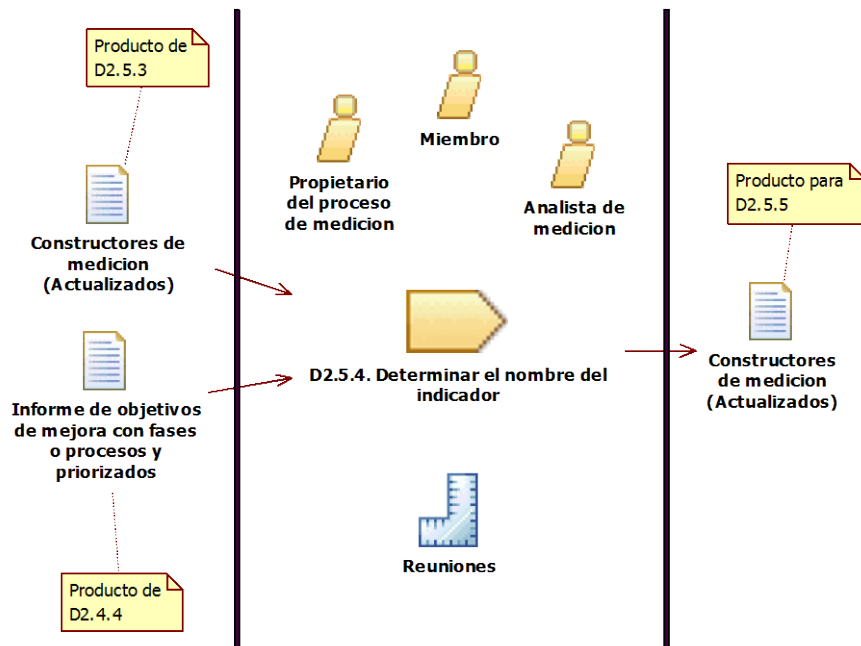 Producto de
D2.5.3
Constructores de
medicion
(Actualizados)
Informe de objetivos
de mejora con fases
o procesos y
priorizados
Producto de
D2.4.4
Miembro
Propietario
del proceso
de medicion
Analista de
medicion
D2.5.4. Determinar el nombre del
indicador
Reuniones
Producto para
D2.5.5
Constructores
de medicion
(Actualizados)